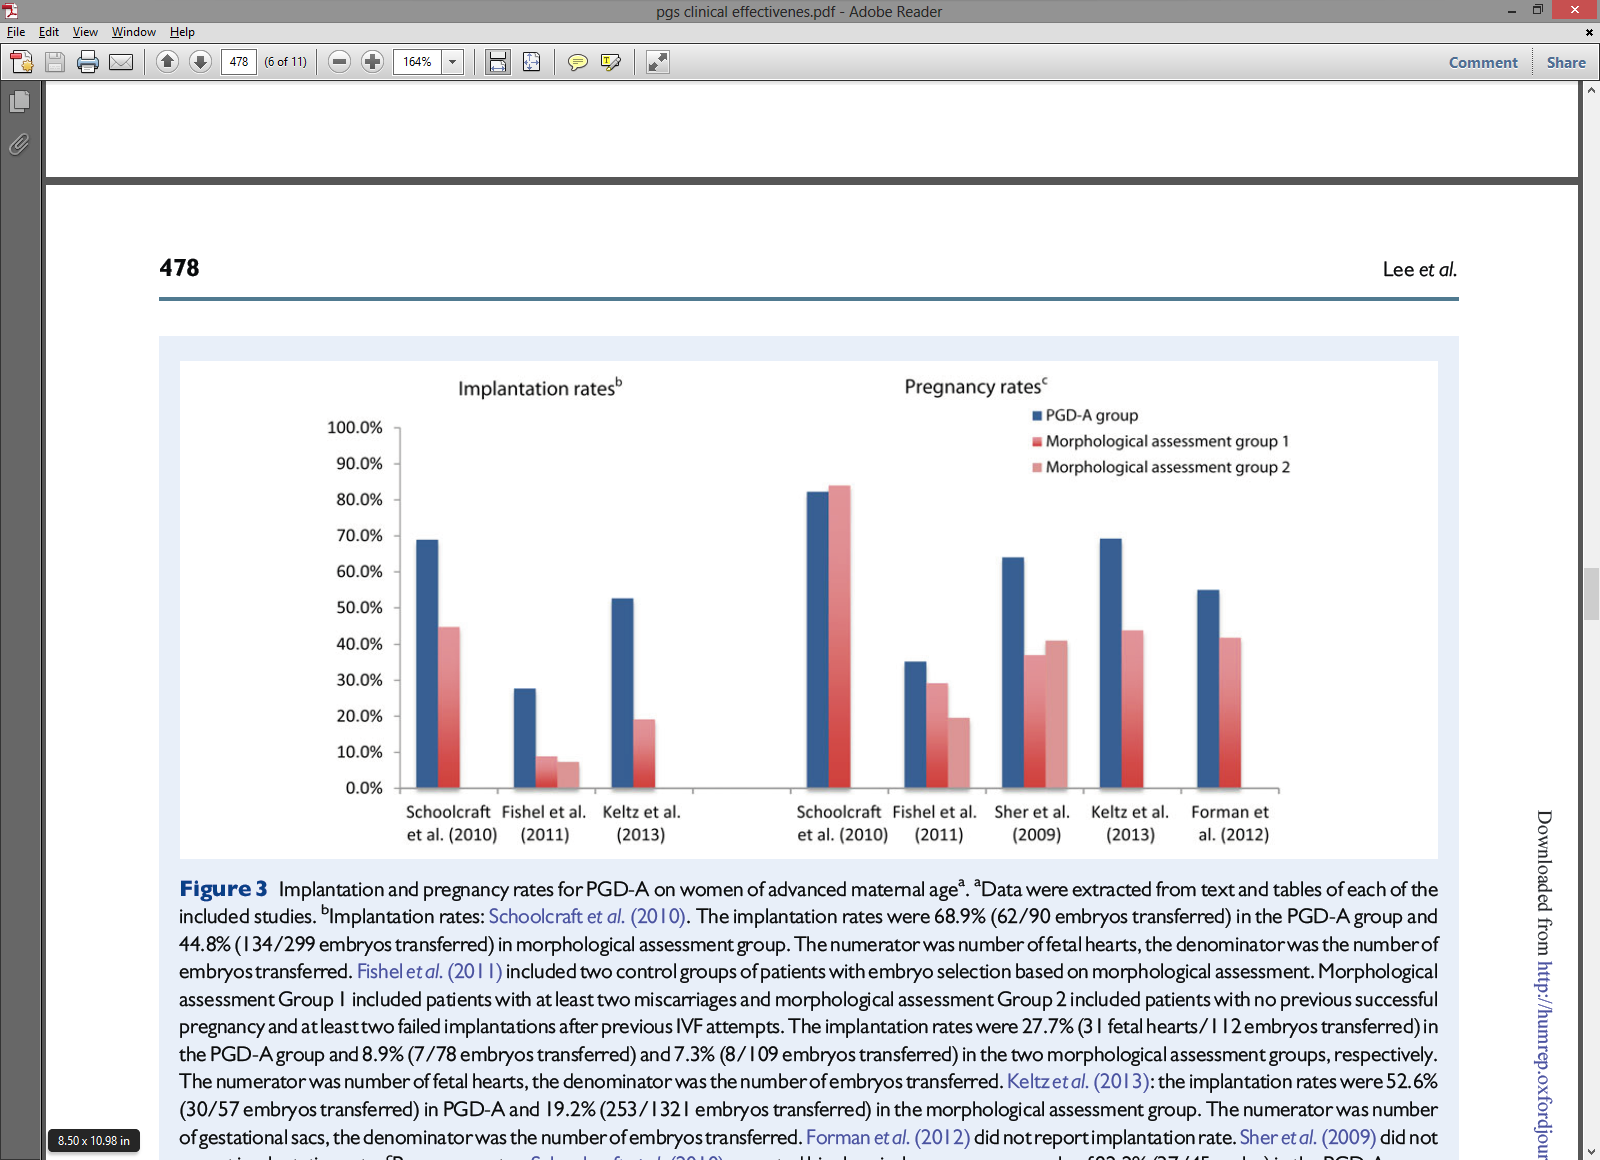 pgs clinical effectivenes.pdf - Adobe Reader
File Edit View Window Help
478 (6 of 11) 164% Comment Share
478 Lee et al.
Implantation ratesb Pregnancy ratesc
PGD-A group
Morphological assessment group 1
Morphological assessment group 2
100.0%
90.0%
80.0%
70.0%
60.0%
50.0%
40.0%
30.0%
20.0%
10.0%
0.0%
Schoolcraft Fishel et al. Keltz et al. Schoolcraft Fishel et al. Sher et al. Keltz et al. Forman et
et al. (2010) (2011) (2013) et al. (2010) (2011) (2009) (2013) al. (2012)
Figure 3 Implantation and pregnancy rates for PGD-A on women of advanced maternal agea. aData were extracted from text and tables of each of the
included studies. bImplantation rates: Schoolcraft et al. (2010). The implantation rates were 68.9% (62/90 embryos transferred) in the PGD-A group and
44.8% (134/299 embryos transferred) in morphological assessment group. The numerator was number of fetal hearts, the denominator was the number of
embryos transferred. Fishel et al. (2011) included two control groups of patients with embryo selection based on morphological assessment. Morphological
assessment Group 1 included patients with at least two miscarriages and morphological assessment Group 2 included patients with no previous successful
pregnancy and at least two failed implantations after previous IVF attempts. The implantation rates were 27.7% (31 fetal hearts/112 embryos transferred) in
the PGD-A group and 8.9% (7/78 embryos transferred) and 7.3% (8/109 embryos transferred) in the two morphological assessment groups, respectively.
The numerator was number of fetal hearts, the denominator was the number of embryos transferred. Keltz et al. (2013): the implantation rates were 52.6%
(30/57 embryos transferred) in PGD-A and 19.2% (253/1321 embryos transferred) in the morphological assessment group. The numerator was number
of gestational sacs, the denominator was the number of embryos transferred. Forman et al. (2012) did not report implantation rate. Sher et al. (2009) did not
Downloaded from http://humrep.oxfordjour
8.50 x 10.98 in